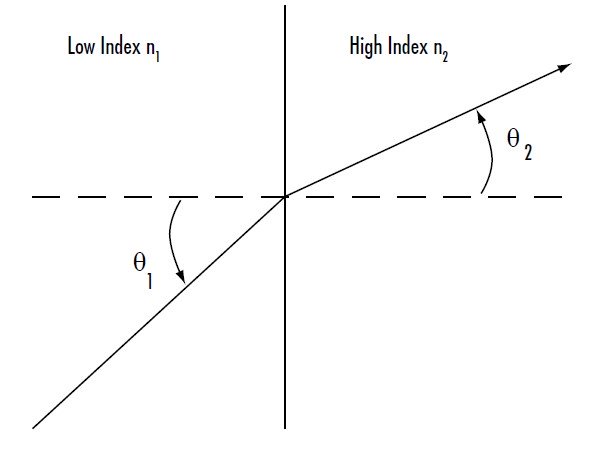 Low Index n₁
High Index n₂
θ₂
θ₁